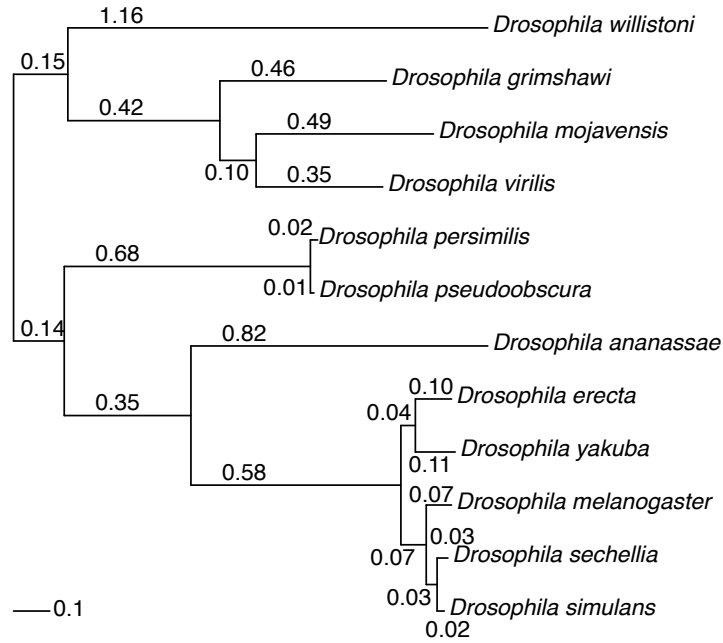 1.16
Drosophila willistoni
0.15
0.46
Drosophila grimshawi
0.42
0.49
Drosophila mojavensis
0.10
0.35
Drosophila virilis
0.02
Drosophila persimilis
0.68
0.01
Drosophila pseudoobscura
0.14
0.82
Drosophila ananassae
0.35
0.10
Drosophila erecta
0.04
0.11
Drosophila yakuba
0.58
0.07
Drosophila melanogaster
0.07
0.03
Drosophila sechellia
0.03
0.02
Drosophila simulans
0.1